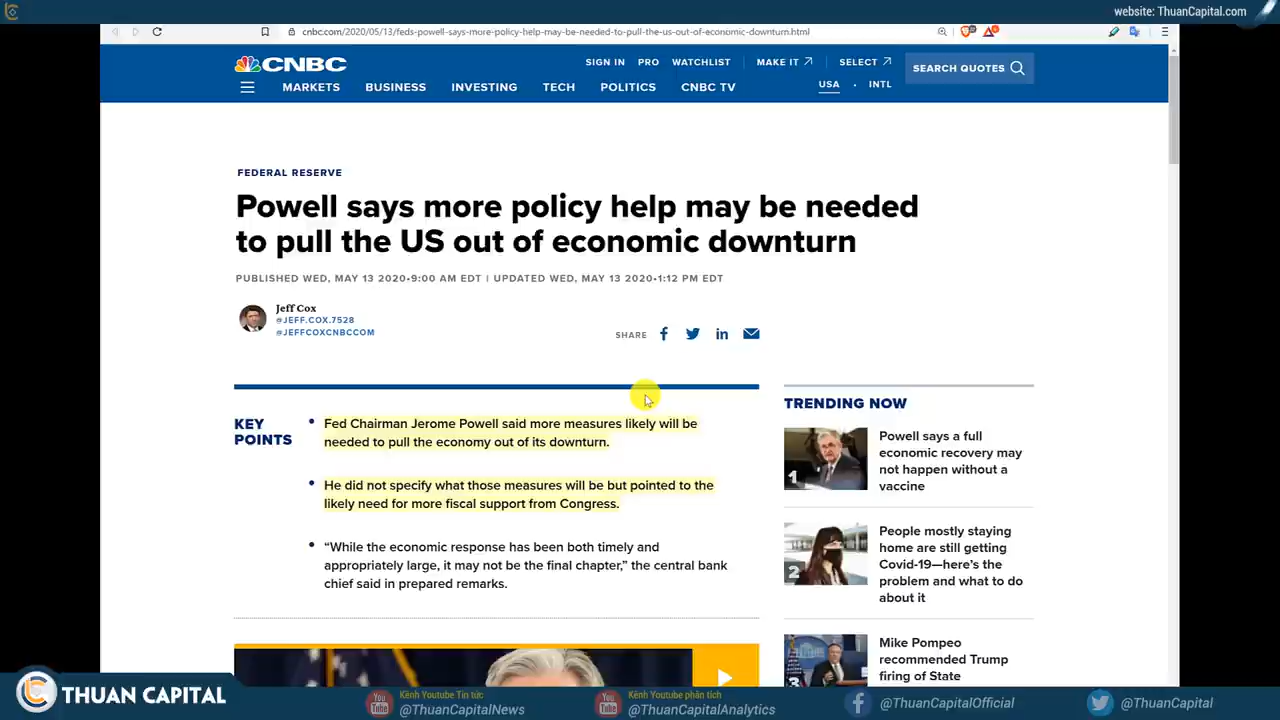 website: ThuanCapital.com
cnbc.com/2020/05/13/feds-powell-says-more-policy-help-may-be-needed-to-pull-the-us-out-of-economic-downturn.html
CNBC
SIGN IN PRO WATCHLIST MAKE IT SELECT
SEARCH QUOTES
MARKETS BUSINESS INVESTING TECH POLITICS CNBC TV
USA · INTL
FEDERAL RESERVE
Powell says more policy help may be needed
to pull the US out of economic downturn
PUBLISHED WED, MAY 13 2020•9:00 AM EDT | UPDATED WED, MAY 13 2020•1:12 PM EDT
Jeff Cox
@JEFF.COX.7528
@JEFFCOXCNBCCOM
SHARE
KEY
POINTS
• Fed Chairman Jerome Powell said more measures likely will be
needed to pull the economy out of its downturn.
• He did not specify what those measures will be but pointed to the
likely need for more fiscal support from Congress.
• “While the economic response has been both timely and
appropriately large, it may not be the final chapter,” the central bank
chief said in prepared remarks.
TRENDING NOW
1
Powell says a full
economic recovery may
not happen without a
vaccine
2
People mostly staying
home are still getting
Covid-19—here’s the
problem and what to do
about it
3
Mike Pompeo
recommended Trump
firing of State
THUAN CAPITAL
Kênh Youtube Tin tức
@ThuanCapitalNews
Kênh Youtube phân tích
@ThuanCapitalAnalytics
@ThuanCapitalOfficial
@ThuanCapital